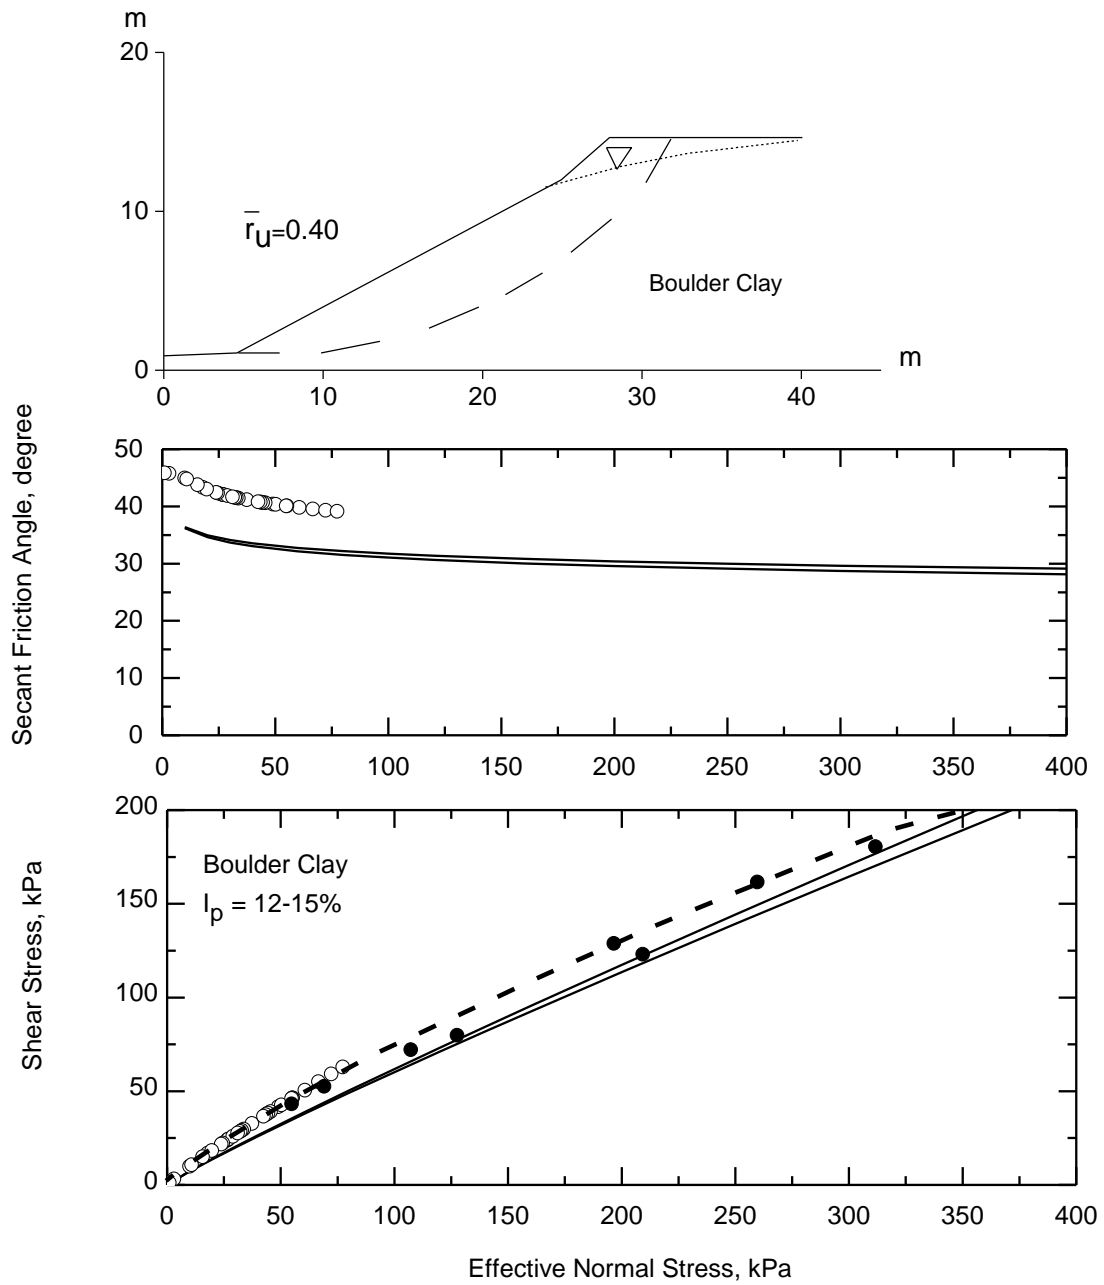 m
20
10
r̅u=0.40
Boulder Clay
0
m
0 10 20 30 40
Secant Friction Angle, degree
50
40
30
20
10
0
0 50 100 150 200 250 300 350 400
Shear Stress, kPa
200
150
100
50
0
Boulder Clay
Ip = 12-15%
0 50 100 150 200 250 300 350 400
Effective Normal Stress, kPa